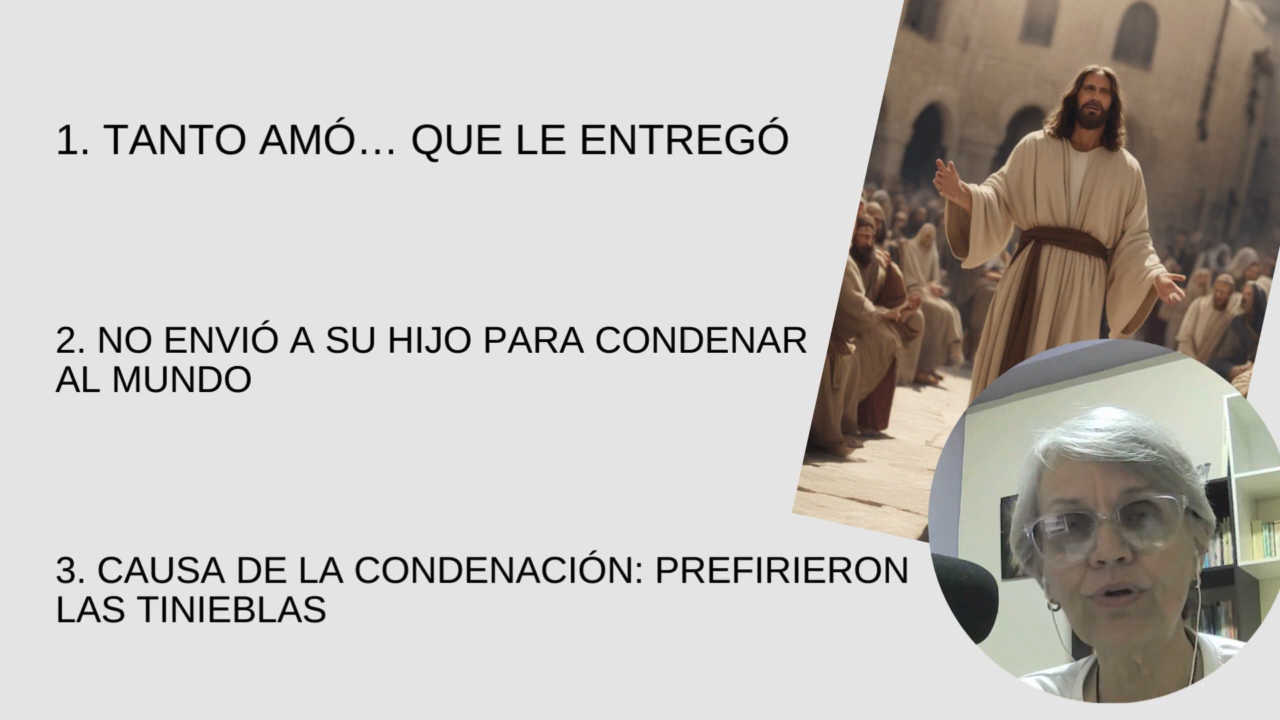 1. TANTO AMÓ... QUE LE ENTREGÓ
2. NO ENVIÓ A SU HIJO PARA CONDENAR
AL MUNDO
3. CAUSA DE LA CONDENACIÓN: PREFIRIERON
LAS TINIEBLAS